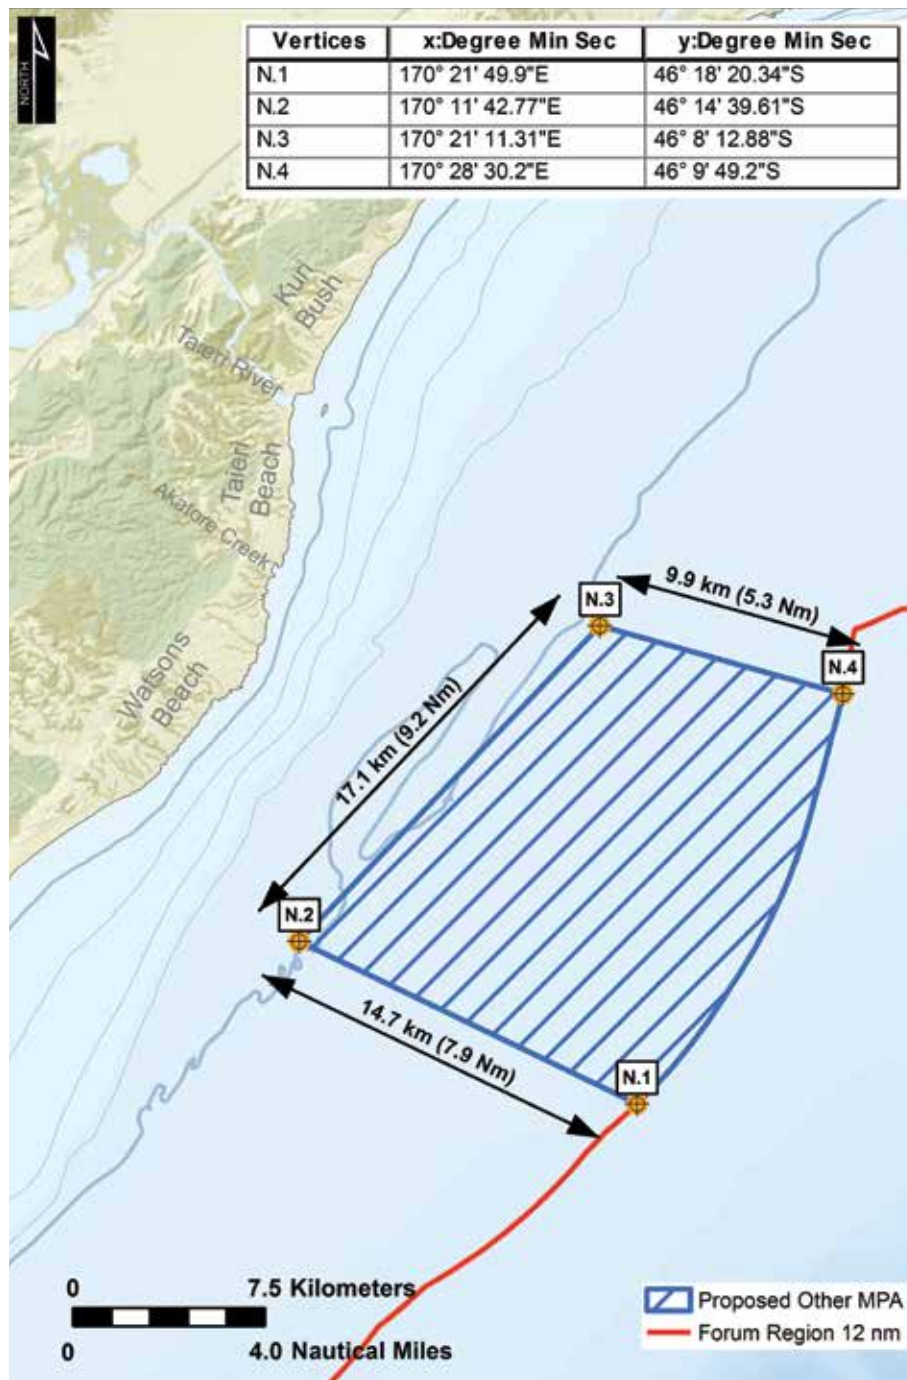 NORTH
Vertices x:Degree Min Sec y:Degree Min Sec
N.1 170° 21' 49.9"E 46° 18' 20.34"S
N.2 170° 11' 42.77"E 46° 14' 39.61"S
N.3 170° 21' 11.31"E 46° 8' 12.88"S
N.4 170° 28' 30.2"E 46° 9' 49.2"S
Kuri
Bush
Taieri River
Taieri
Beach
Akatore Creek
Watsons
Beach
N.3
9.9 km (5.3 Nm)
N.4
17.1 km (9.2 Nm)
N.2
14.7 km (7.9 Nm)
N.1
0 7.5 Kilometers
0 4.0 Nautical Miles
Proposed Other MPA
Forum Region 12 nm